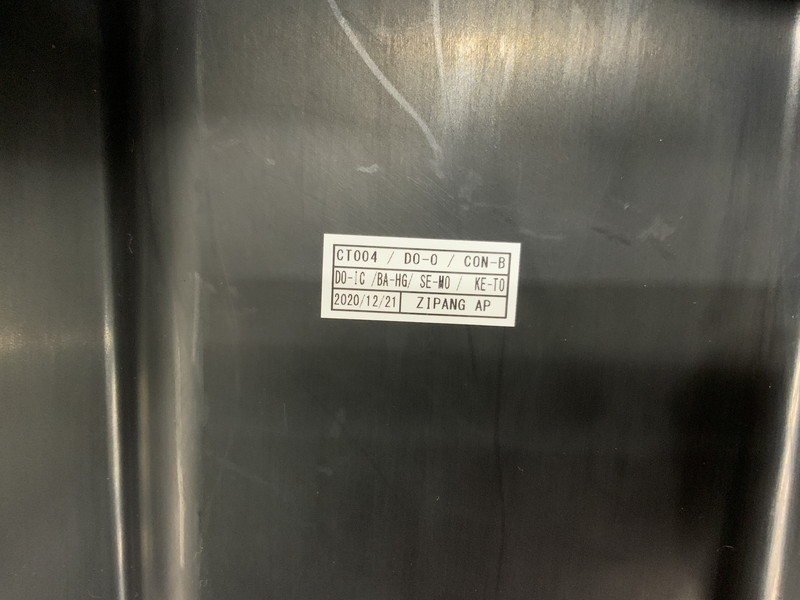 CT004 / DO-O / CON-B
DO-IC /BA-HG/ SE-MO / KE-TO
2020/12/21 ZIPANG AP